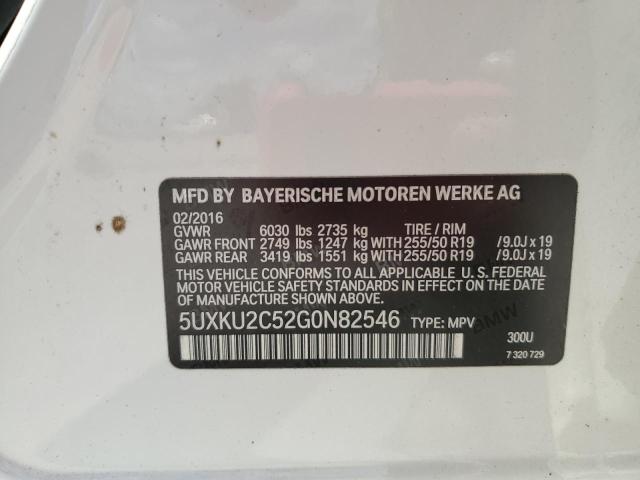 MFD BY BAYERISCHE MOTOREN WERKE AG
02/2016
GVWR 6030 lbs 2735 kg TIRE / RIM
GAWR FRONT 2749 lbs 1247 kg WITH 255/50 R19 /9.0J x 19
GAWR REAR 3419 lbs 1551 kg WITH 255/50 R19 /9.0J x 19
THIS VEHICLE CONFORMS TO ALL APPLICABLE U. S. FEDERAL
MOTOR VEHICLE SAFETY STANDARDS IN EFFECT ON THE DATE
OF MANUFACTURE SHOWN ABOVE.
5UXKU2C52G0N82546 TYPE: MPV
BMW
300U
7 320 729